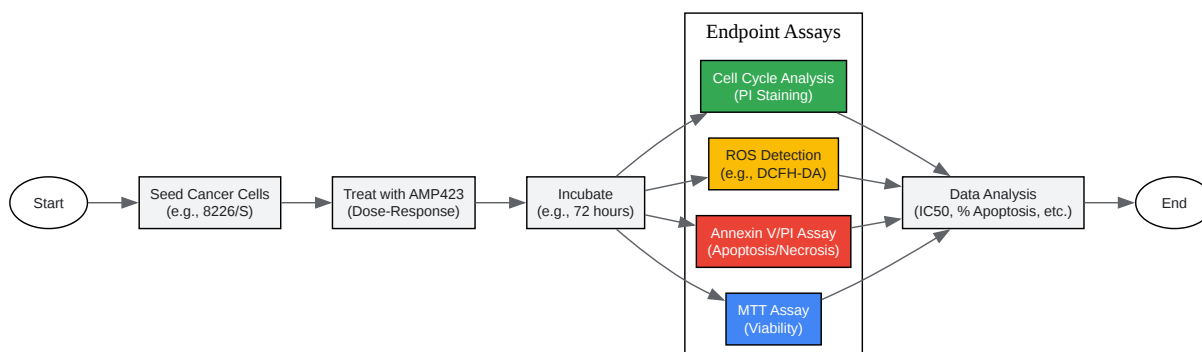 Start
Seed Cancer Cells
(e.g., 8226/S)
Treat with AMP423
(Dose-Response)
Incubate
(e.g., 72 hours)
Endpoint Assays
Cell Cycle Analysis
(PI Staining)
ROS Detection
(e.g., DCFH-DA)
Annexin V/PI Assay
(Apoptosis/Necrosis)
MTT Assay
(Viability)
Data Analysis
(IC50, % Apoptosis, etc.)
End